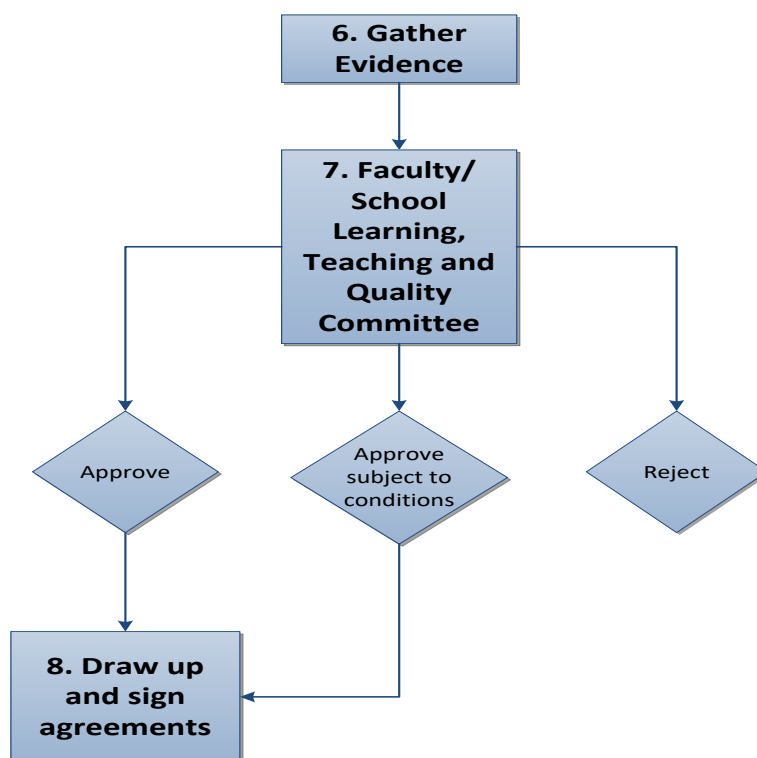 6. Gather
Evidence
7. Faculty/
School
Learning,
Teaching and
Quality
Committee
Approve
Approve
subject to
conditions
Reject
8. Draw up
and sign
agreements